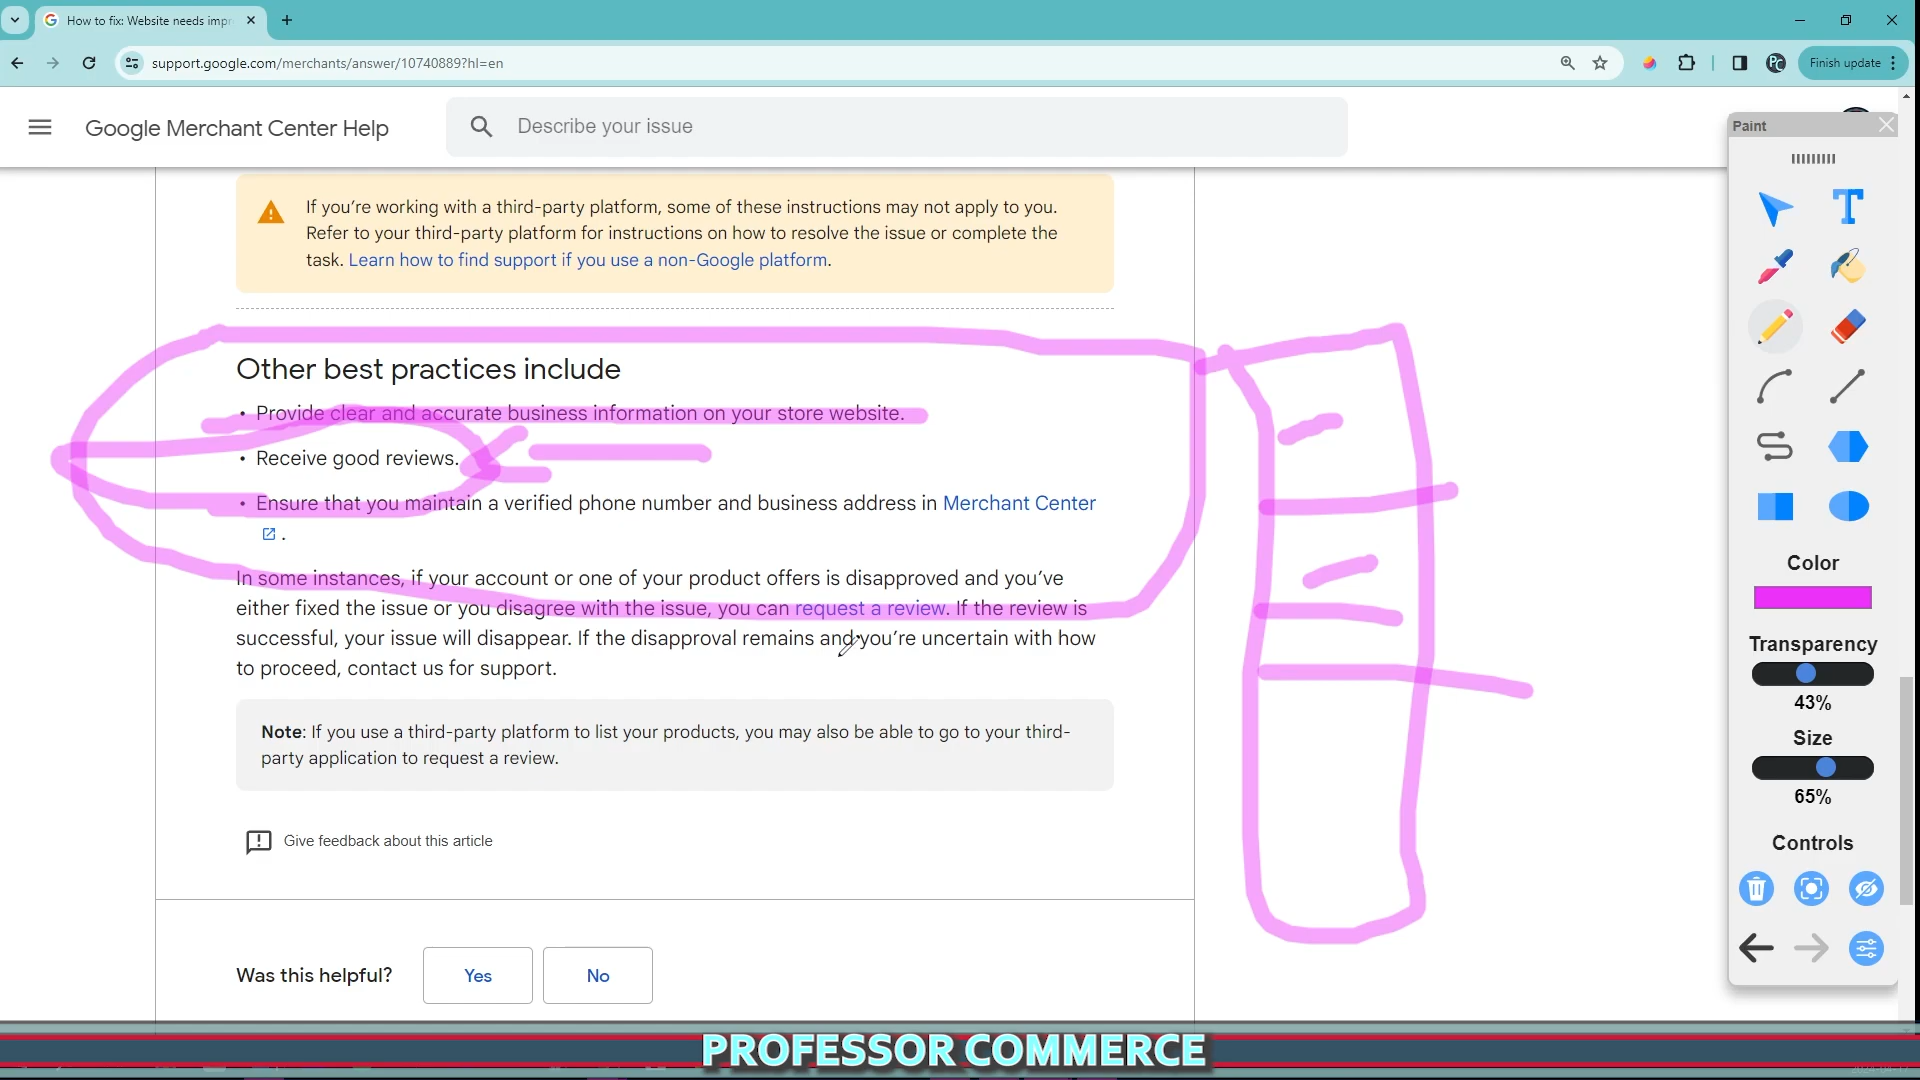 How to fix: Website needs impr
support.google.com/merchants/answer/10740889?hl=en
Finish update
Google Merchant Center Help
Describe your issue
Paint
If you're working with a third-party platform, some of these instructions may not apply to you.
Refer to your third-party platform for instructions on how to resolve the issue or complete the
task. Learn how to find support if you use a non-Google platform.
Other best practices include
• Provide clear and accurate business information on your store website.
• Receive good reviews.
• Ensure that you maintain a verified phone number and business address in Merchant Center
.
In some instances, if your account or one of your product offers is disapproved and you've
either fixed the issue or you disagree with the issue, you can request a review. If the review is
successful, your issue will disappear. If the disapproval remains and you're uncertain with how
to proceed, contact us for support.
Note: If you use a third-party platform to list your products, you may also be able to go to your third-
party application to request a review.
Give feedback about this article
Was this helpful?
Yes
No
Color
Transparency
43%
Size
65%
Controls
PROFESSOR COMMERCE